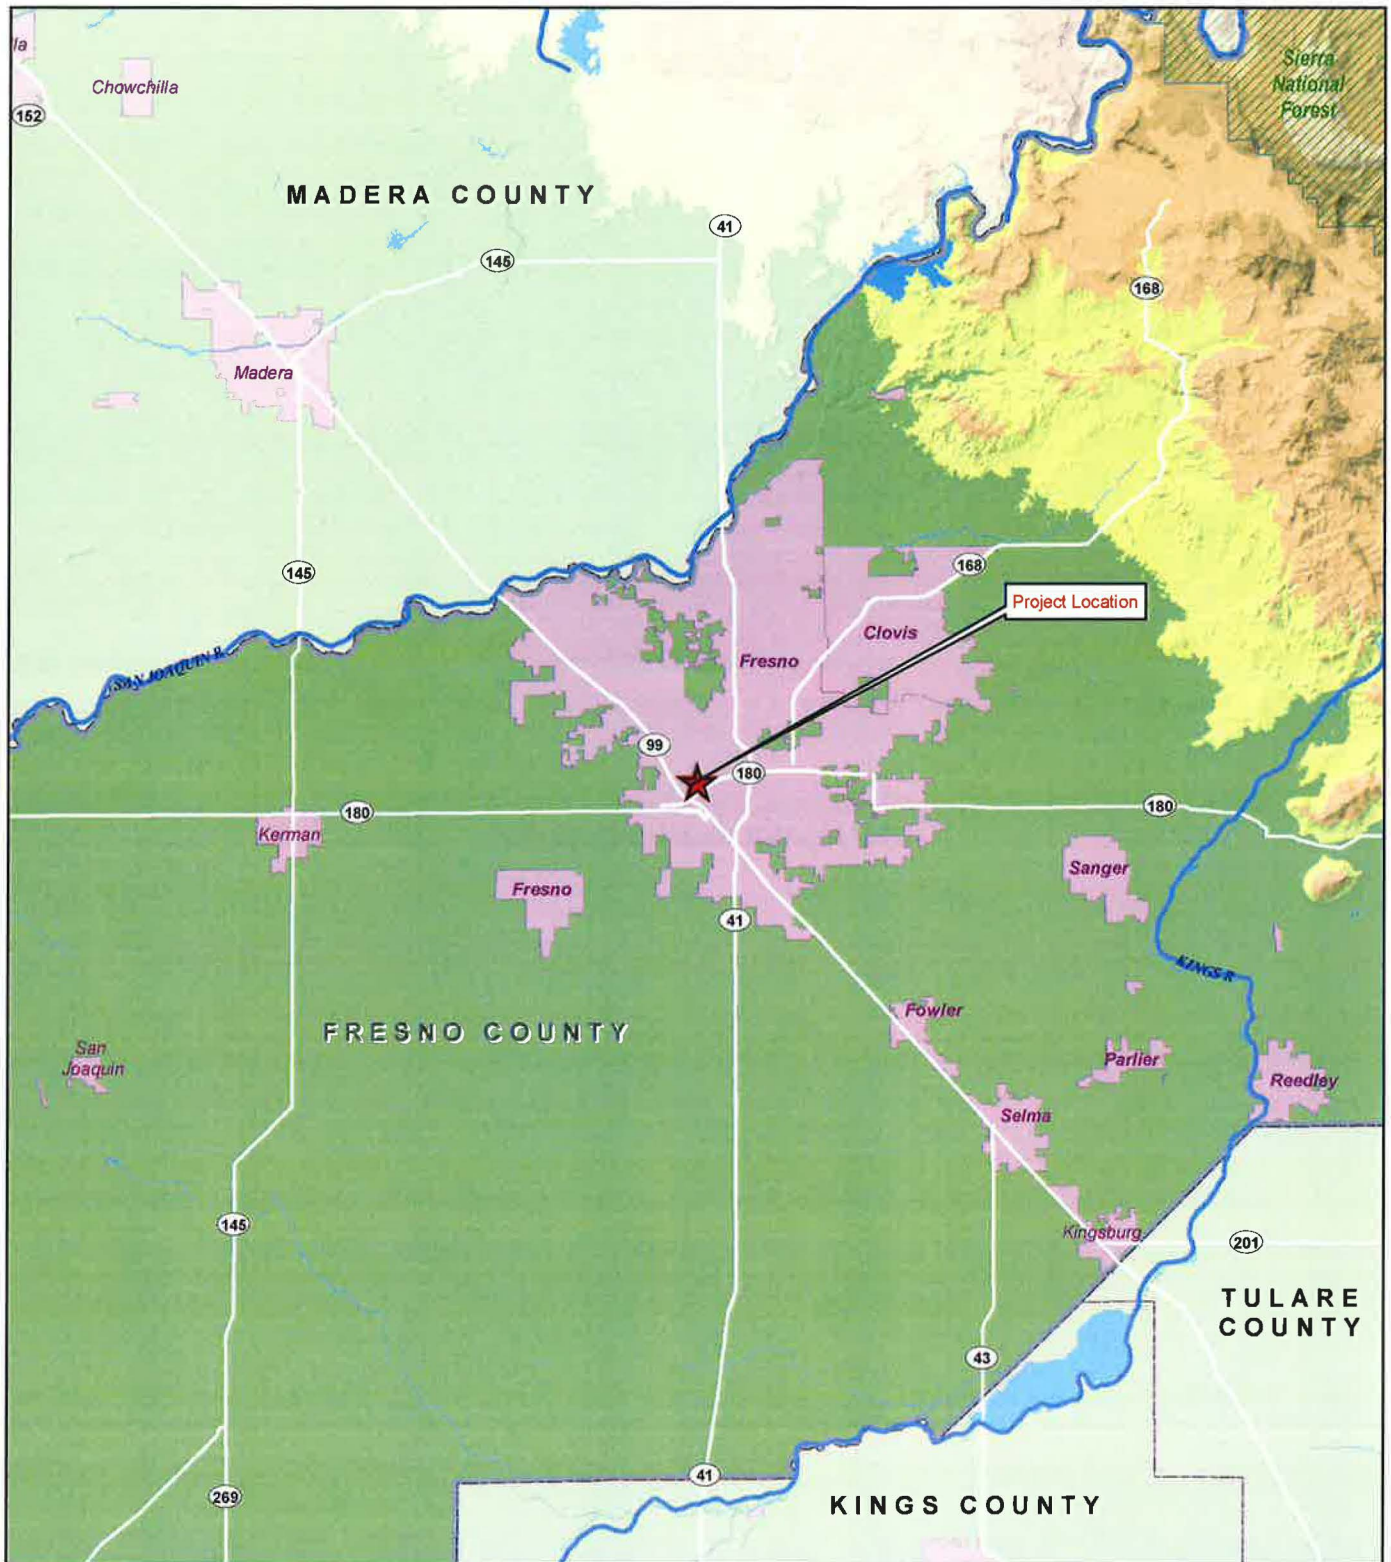 la
Chowchilla
152
Sierra
National
Forest
MADERA COUNTY
41
145
168
Madera
145
168
Project Location
Clovis
Fresno
SAN JOAQUIN R.
99
180
180
180
Kerman
Sanger
Fresno
41
KINGS R
Fowler
FRESNO COUNTY
San
Joaquin
Parlier
Reedley
Selma
145
Kingsburg
201
TULARE
COUNTY
43
41
269
KINGS COUNTY